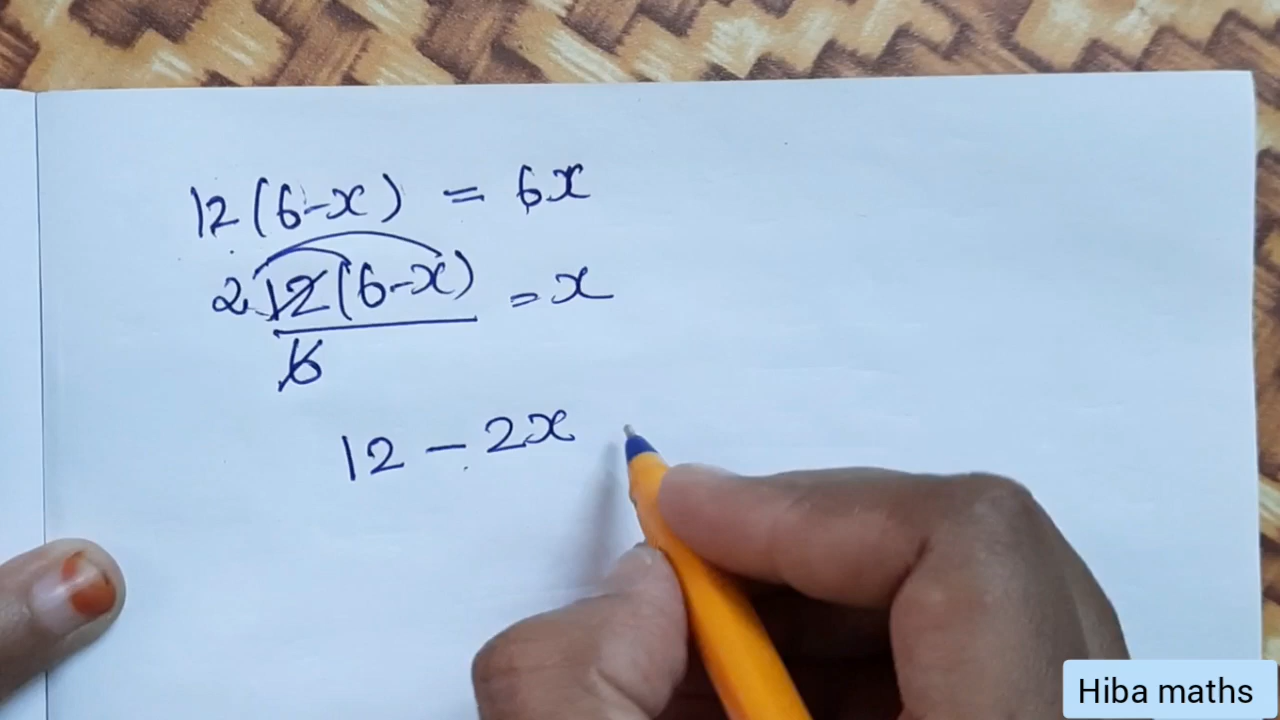 12(6-x) = 6x
2 12(6-x) = x
6
12 - 2x
Hiba maths